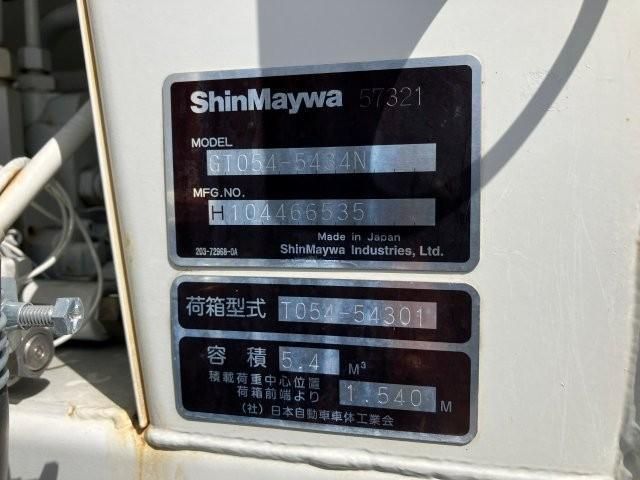 ShinMaywa 57321
MODEL
GT054-5434N
MFG.NO.
H104466535
Made in Japan
203-72968-0A ShinMaywa Industries, Ltd.
荷箱型式 T054-54301
容積 5.4 M³
積載荷重中心位置
荷箱前端より 1.540 M
(社)日本自動車車体工業会